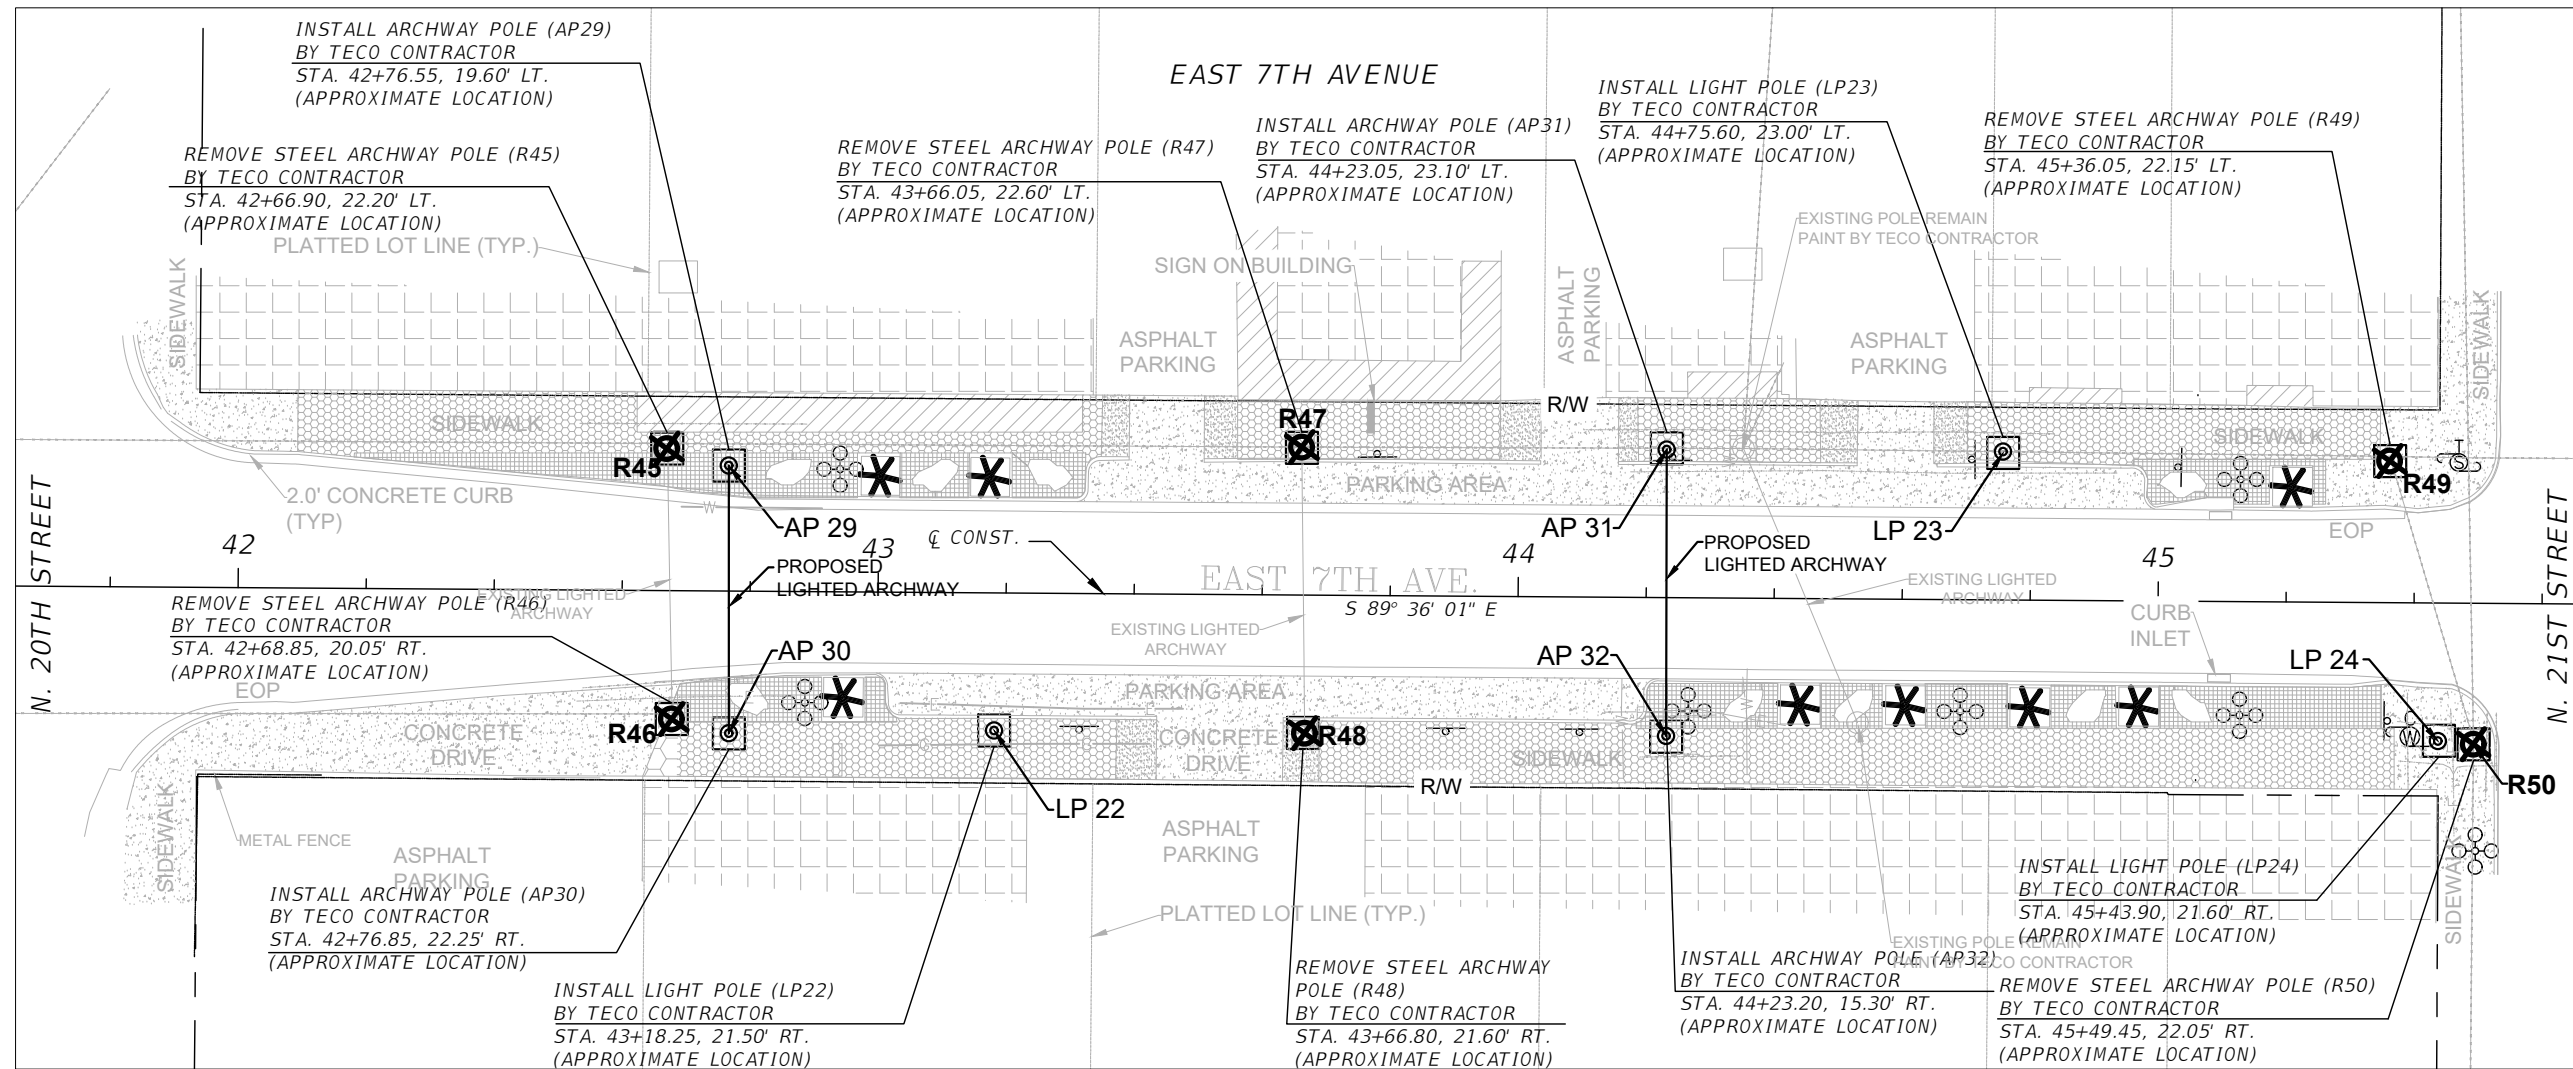 INSTALL ARCHWAY POLE (AP29)
BY TECO CONTRACTOR
STA. 42+76.55, 19.60' LT.
(APPROXIMATE LOCATION)
EAST 7TH AVENUE
INSTALL LIGHT POLE (LP23)
BY TECO CONTRACTOR
STA. 44+75.60, 23.00' LT.
(APPROXIMATE LOCATION)
INSTALL ARCHWAY POLE (AP31)
BY TECO CONTRACTOR
STA. 44+23.05, 23.10' LT.
(APPROXIMATE LOCATION)
REMOVE STEEL ARCHWAY POLE (R49)
BY TECO CONTRACTOR
STA. 45+36.05, 22.15' LT.
(APPROXIMATE LOCATION)
REMOVE STEEL ARCHWAY POLE (R45)
BY TECO CONTRACTOR
STA. 42+66.90, 22.20' LT.
(APPROXIMATE LOCATION)
REMOVE STEEL ARCHWAY POLE (R47)
BY TECO CONTRACTOR
STA. 43+66.05, 22.60' LT.
(APPROXIMATE LOCATION)
PLATTED LOT LINE (TYP.)
SIGN ON BUILDING
EXISTING POLE REMAIN
PAINT BY TECO CONTRACTOR
SIDEWALK
ASPHALT
PARKING
ASPHALT
PARKING
ASPHALT
PARKING
SIDEWALK
R/W
SIDEWALK
R45
R47
SIDEWALK
R49
S
2.0' CONCRETE CURB
(TYP)
W
PARKING AREA
AP 29
AP 31
LP 23
EOP
N. 20TH STREET
42
43
44
45
N. 21ST STREET
℄ CONST.
PROPOSED
LIGHTED ARCHWAY
PROPOSED
LIGHTED ARCHWAY
EXISTING LIGHTED
ARCHWAY
EAST 7TH AVE.
S 89° 36' 01" E
EXISTING LIGHTED
ARCHWAY
EXISTING LIGHTED
ARCHWAY
CURB
INLET
REMOVE STEEL ARCHWAY POLE (R46)
BY TECO CONTRACTOR
STA. 42+68.85, 20.05' RT.
(APPROXIMATE LOCATION)
AP 30
AP 32
LP 24
EOP
PARKING AREA
CONCRETE
DRIVE
R46
CONCRETE
DRIVE
R48
SIDEWALK
W
W
R50
R/W
LP 22
SIDEWALK
METAL FENCE
ASPHALT
PARKING
ASPHALT
PARKING
SIDEWALK
PLATTED LOT LINE (TYP.)
INSTALL ARCHWAY POLE (AP30)
BY TECO CONTRACTOR
STA. 42+76.85, 22.25' RT.
(APPROXIMATE LOCATION)
INSTALL LIGHT POLE (LP24)
BY TECO CONTRACTOR
STA. 45+43.90, 21.60' RT.
(APPROXIMATE LOCATION)
EXISTING POLE REMAIN
PAINT BY TECO CONTRACTOR
INSTALL LIGHT POLE (LP22)
BY TECO CONTRACTOR
STA. 43+18.25, 21.50' RT.
(APPROXIMATE LOCATION)
REMOVE STEEL ARCHWAY
POLE (R48)
BY TECO CONTRACTOR
STA. 43+66.80, 21.60' RT.
(APPROXIMATE LOCATION)
INSTALL ARCHWAY POLE (AP32)
BY TECO CONTRACTOR
STA. 44+23.20, 15.30' RT.
(APPROXIMATE LOCATION)
REMOVE STEEL ARCHWAY POLE (R50)
BY TECO CONTRACTOR
STA. 45+49.45, 22.05' RT.
(APPROXIMATE LOCATION)